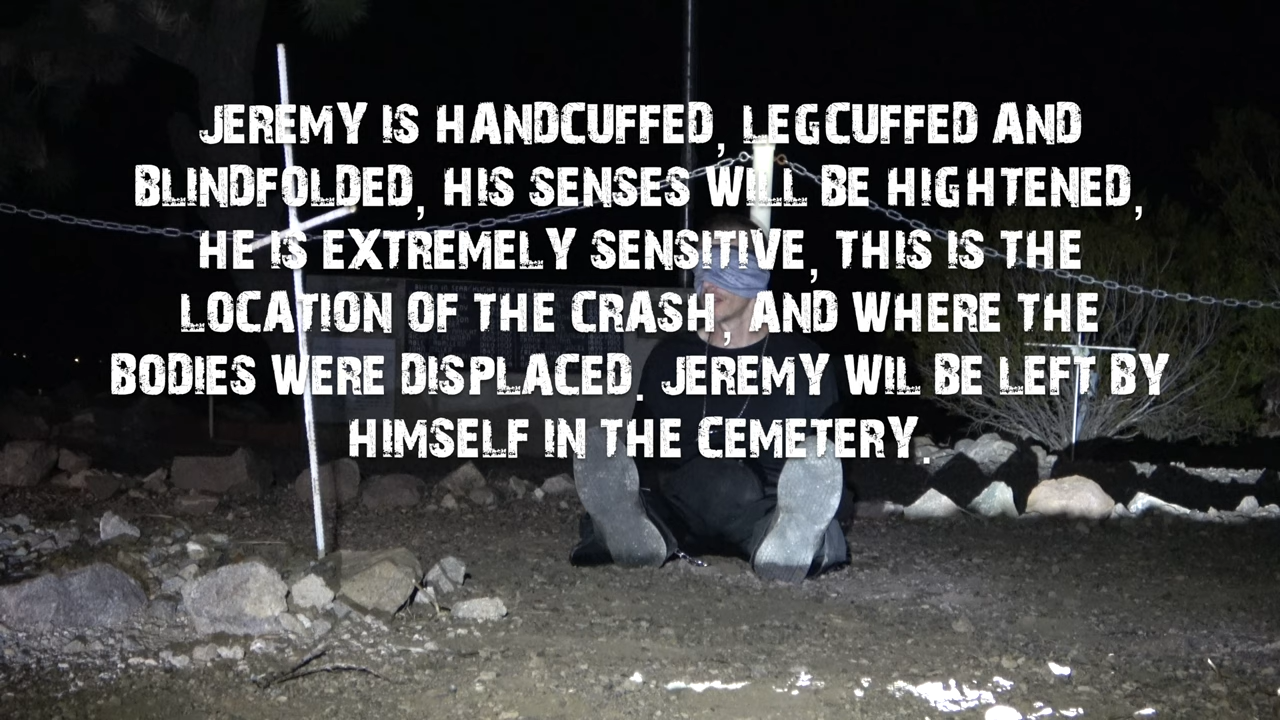 JEREMY IS HANDCUFFED, LEGCUFFED AND
BLINDFOLDED, HIS SENSES WILL BE HIGHTENED,
HE IS EXTREMELY SENSITIVE, THIS IS THE
LOCATION OF THE CRASH, AND WHERE THE
BODIES WERE DISPLACED. JEREMY WIL BE LEFT BY
HIMSELF IN THE CEMETERY.